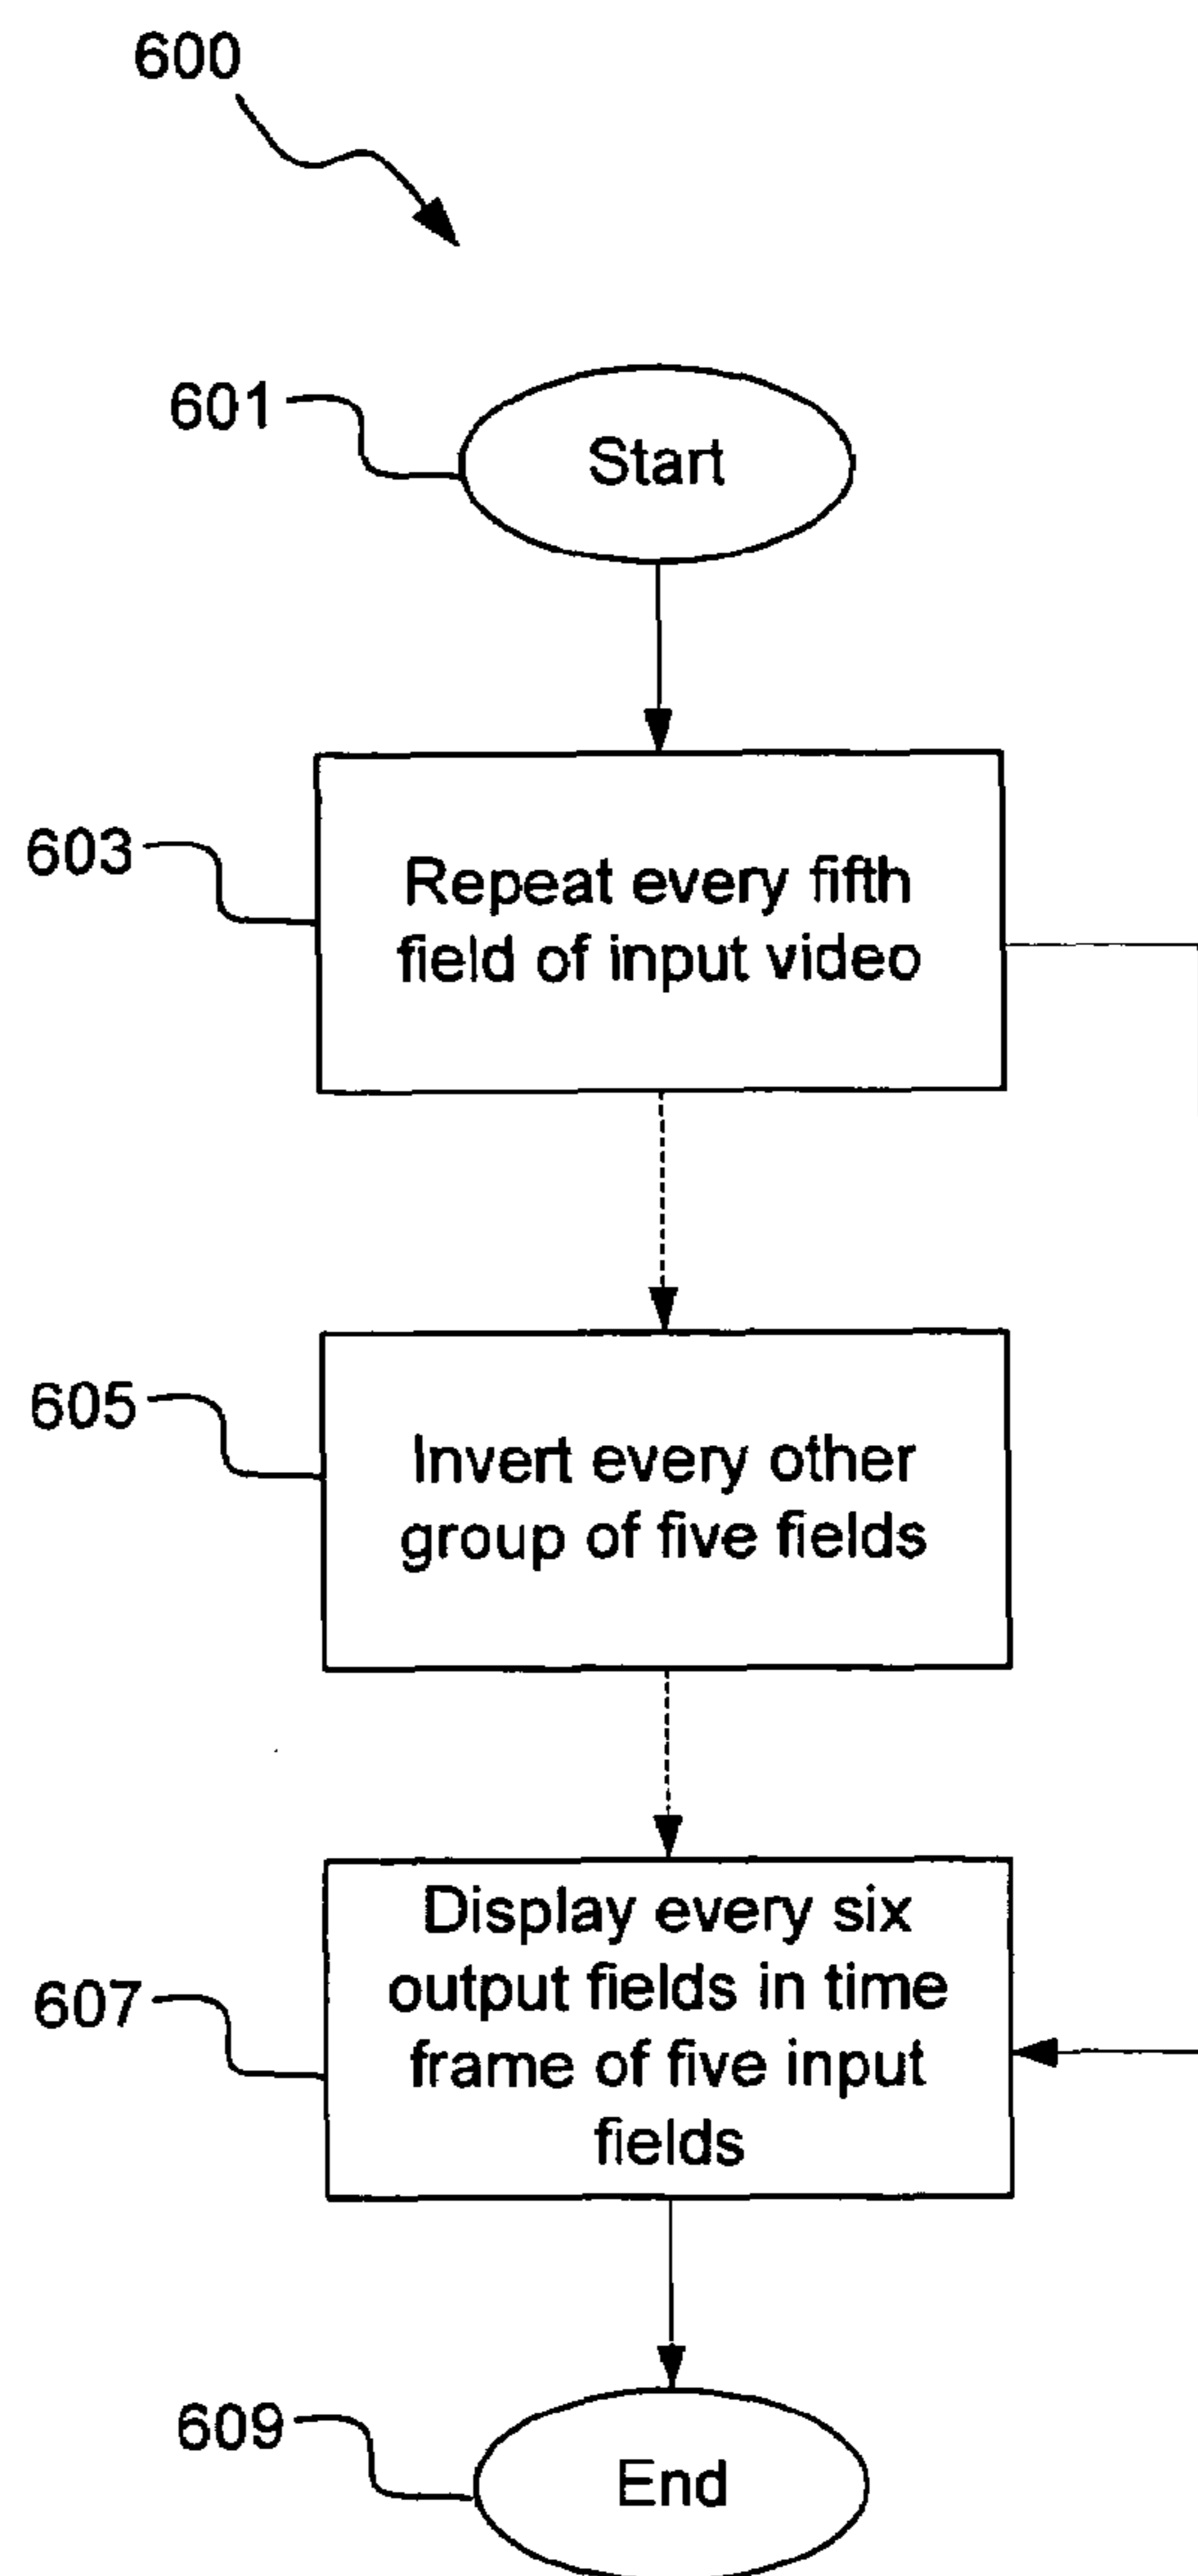 600
601
Start
603
Repeat every fifth
field of input video
605
Invert every other
group of five fields
607
Display every six
output fields in time
frame of five input
fields
609
End